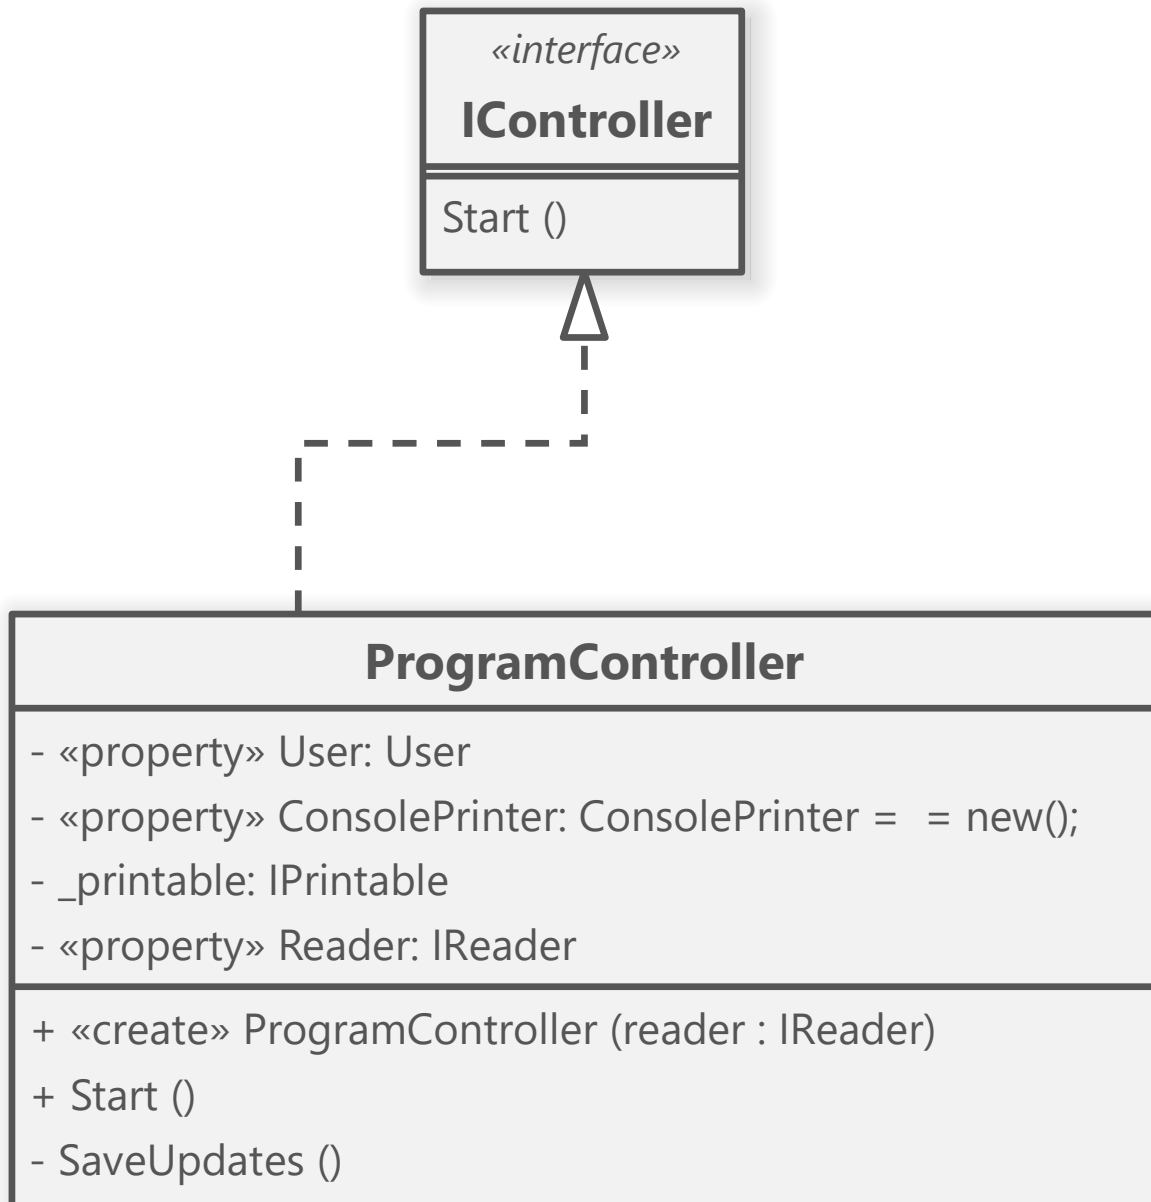 «interface»
IController
Start ()
ProgramController
- «property» User: User
- «property» ConsolePrinter: ConsolePrinter =  = new();
- _printable: IPrintable
- «property» Reader: IReader
+ «create» ProgramController (reader : IReader)
+ Start ()
- SaveUpdates ()